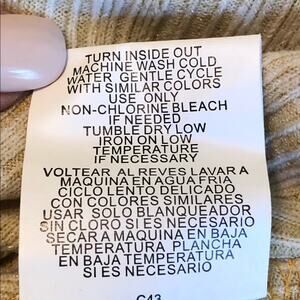 TURN INSIDE OUT
MACHINE WASH COLD
WATER GENTLE CYCLE
WITH SIMILAR COLORS
USE ONLY
NON-CHLORINE BLEACH
IF NEEDED
TUMBLE DRY LOW
IRON ON LOW
TEMPERATURE
IF NECESSARY
VOLTEAR AL REVES LAVAR A
MAQUINA EN AGUA FRIA
CICLO LENTO DELICADO
CON COLORES SIMILARES
USAR SOLO BLANQUEADOR
SIN CLORO SI ES NECESARIO
SECAR A MAQUINA EN BAJA
TEMPERATURA PLANCHA
EN BAJA TEMPERATURA
SI ES NECESARIO
C43